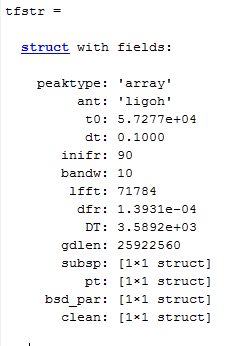 tfstr =
struct with fields:
peaktype: 'array'
ant: 'ligoh'
t0: 5.7277e+04
dt: 0.1000
inifr: 90
bandw: 10
lfft: 71784
dfr: 1.3931e-04
DT: 3.5892e+03
gdlen: 25922560
subsp: [1×1 struct]
pt: [1×1 struct]
bsd_par: [1×1 struct]
clean: [1×1 struct]